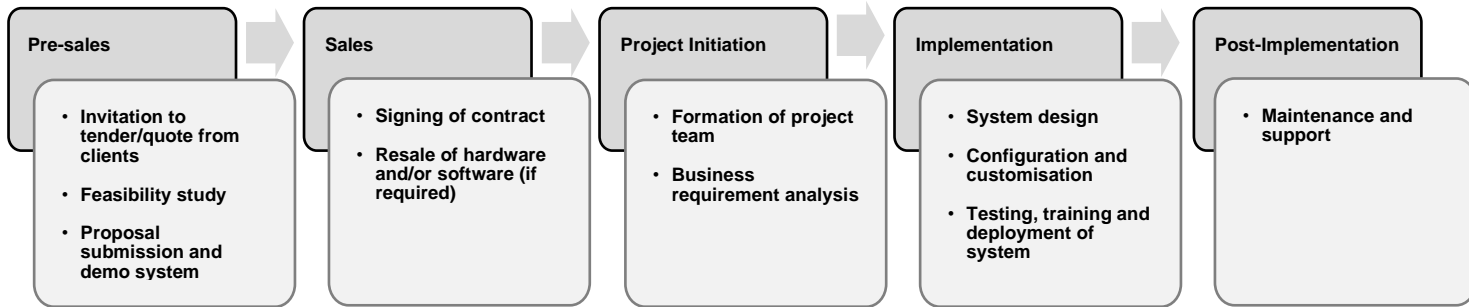 Pre-sales
• Invitation to
tender/quote from
clients
• Feasibility study
• Proposal
submission and
demo system
Sales
• Signing of contract
• Resale of hardware
and/or software (if
required)
Project Initiation
• Formation of project
team
• Business
requirement analysis
Implementation
• System design
• Configuration and
customisation
• Testing, training and
deployment of
system
Post-Implementation
• Maintenance and
support